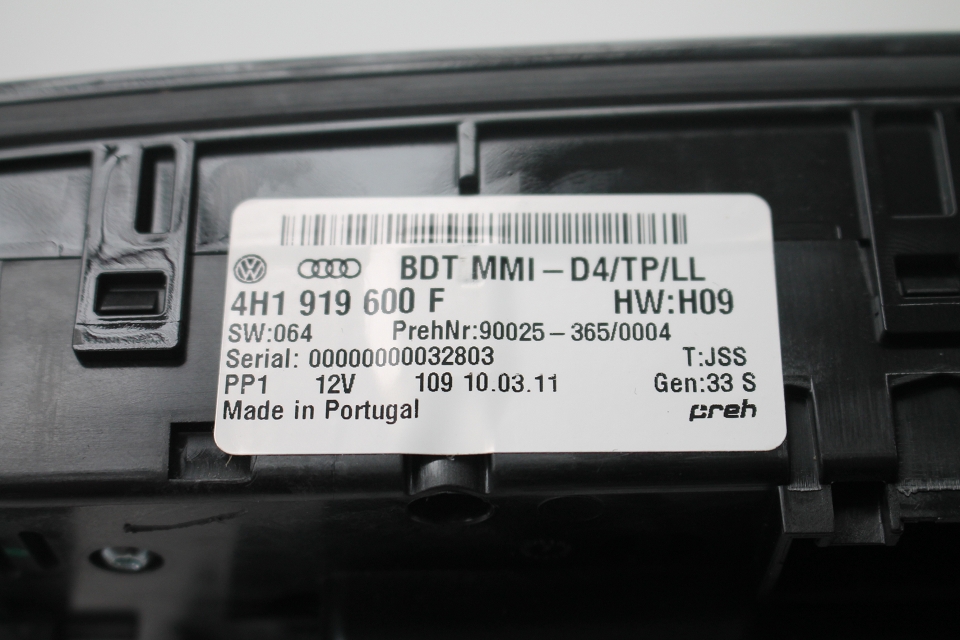 BDT MMI - D4/TP/LL
4H1 919 600 F HW:H09
SW:064 PrehNr:90025-365/0004
Serial: 00000000032803 T:JSS
PP1 12V 109 10.03.11 Gen:33 S
Made in Portugal preh